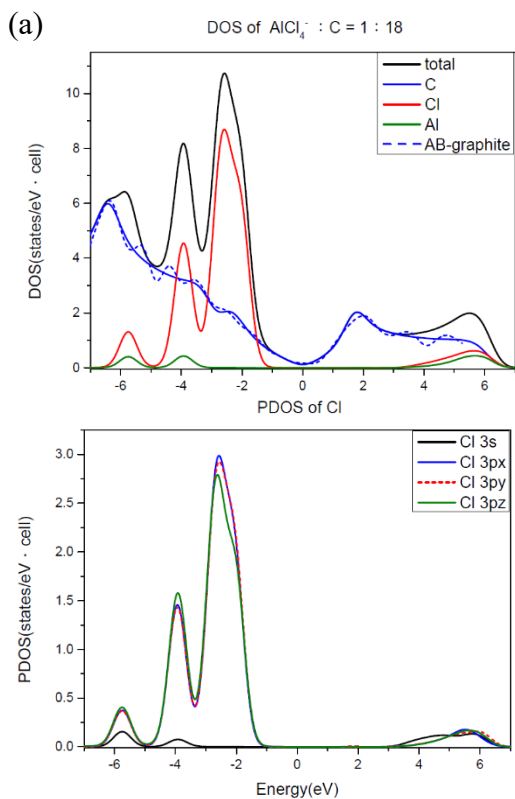 (a)
DOS of AlCl₄⁻ : C = 1 : 18
total
C
Cl
Al
AB-graphite
DOS(states/eV · cell)
10
8
6
4
2
0
-6 -4 -2 0 2 4 6
PDOS of Cl
Cl 3s
Cl 3px
Cl 3py
Cl 3pz
PDOS(states/eV · cell)
3.0
2.5
2.0
1.5
1.0
0.5
0.0
-6 -4 -2 0 2 4 6
Energy(eV)